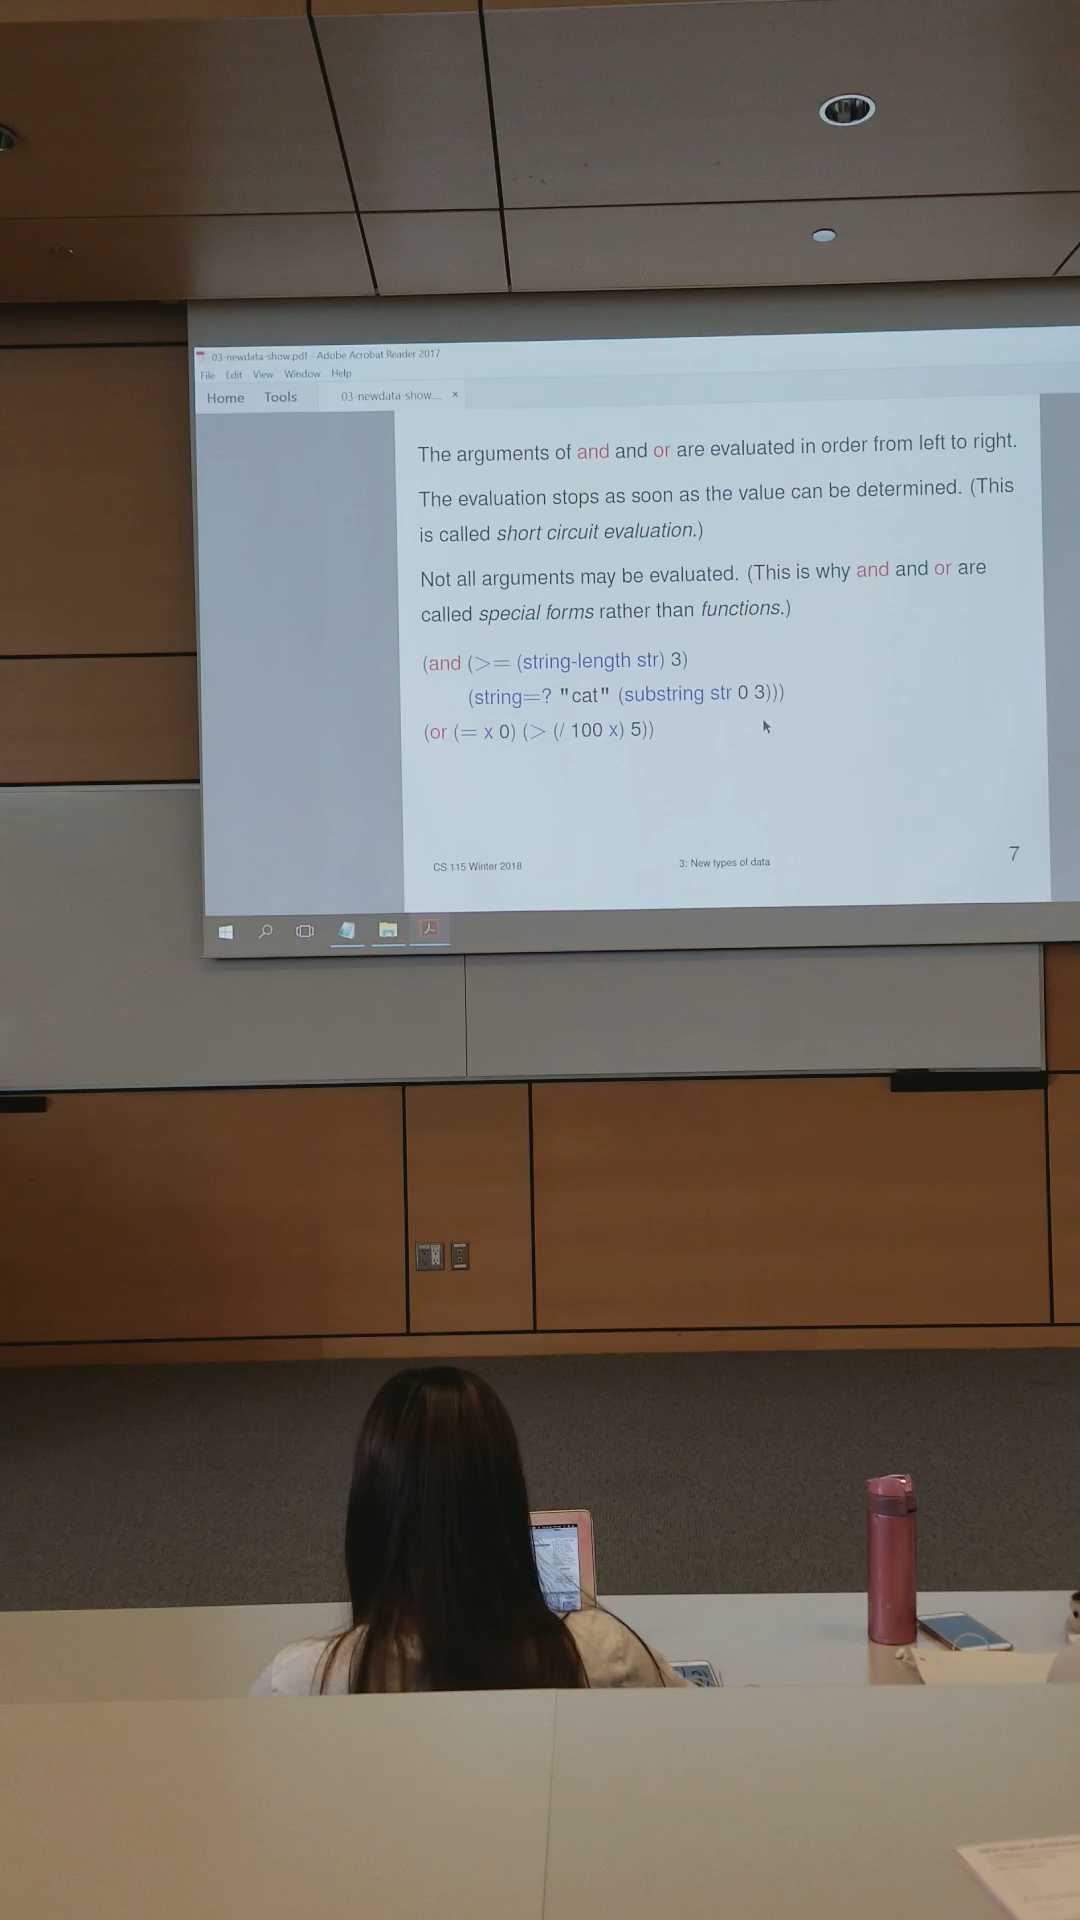 03-newdata-show.pdf - Adobe Acrobat Reader 2017
File Edit View Window Help
Home Tools 03-newdata-show... ×
The arguments of and and or are evaluated in order from left to right.
The evaluation stops as soon as the value can be determined. (This
is called short circuit evaluation.)
Not all arguments may be evaluated. (This is why and and or are
called special forms rather than functions.)
(and (>= (string-length str) 3)
(string=? "cat" (substring str 0 3)))
(or (= x 0) (> (/ 100 x) 5))
CS 115 Winter 2018 3: New types of data 7